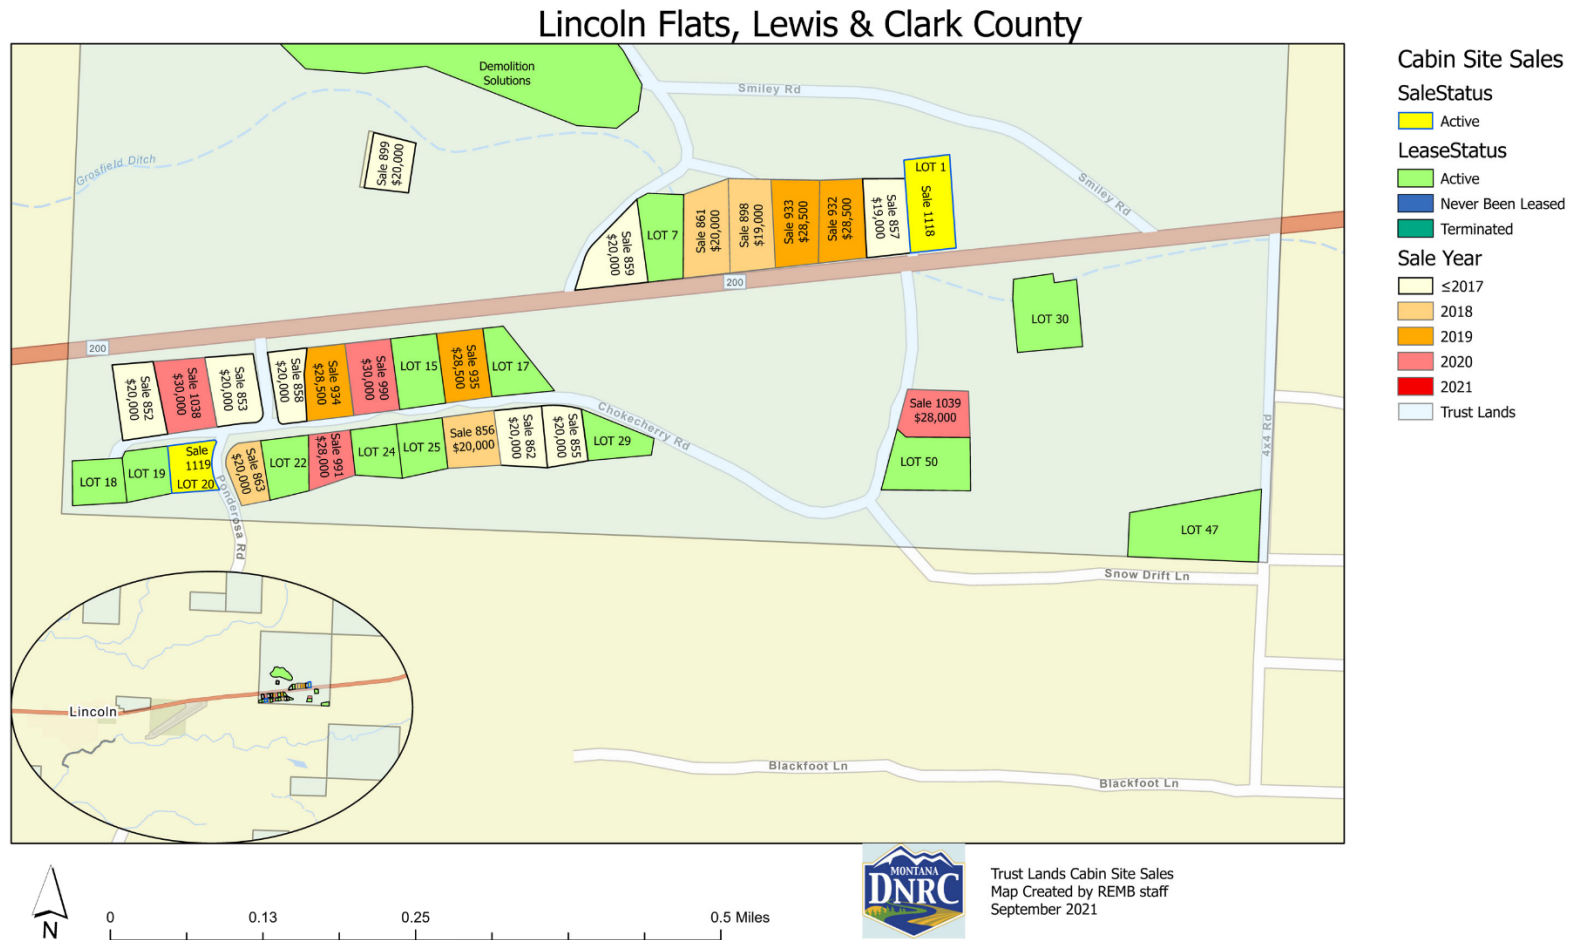 Lincoln Flats, Lewis & Clark County
Demolition
Solutions
Smiley Rd
Grosfield Ditch
Sale 899
$20,000
Smiley Rd
LOT 1
Sale 1118
Sale 859
$20,000
LOT 7
Sale 861
$20,000
Sale 898
$19,000
Sale 933
$28,500
Sale 932
$28,500
Sale 857
$19,000
200
LOT 30
200
Sale 852
$20,000
Sale 1038
$30,000
Sale 853
$20,000
Sale 858
$20,000
Sale 934
$28,500
Sale 990
$30,000
LOT 15
Sale 935
$28,500
LOT 17
Chokecherry Rd
Sale 1039
$28,000
LOT 50
4x4 Rd
LOT 18
LOT 19
Sale
1119
LOT 20
Sale 863
$20,000
LOT 22
Sale 991
$28,000
LOT 24
LOT 25
Sale 856
$20,000
Sale 862
$20,000
Sale 855
$20,000
LOT 29
Ponderosa Rd
LOT 47
Snow Drift Ln
Lincoln
Blackfoot Ln
Blackfoot Ln
Cabin Site Sales
SaleStatus
Active
LeaseStatus
Active
Never Been Leased
Terminated
Sale Year
≤2017
2018
2019
2020
2021
Trust Lands
N
0 0.13 0.25 0.5 Miles
MONTANA
DNRC
Trust Lands Cabin Site Sales
Map Created by REMB staff
September 2021